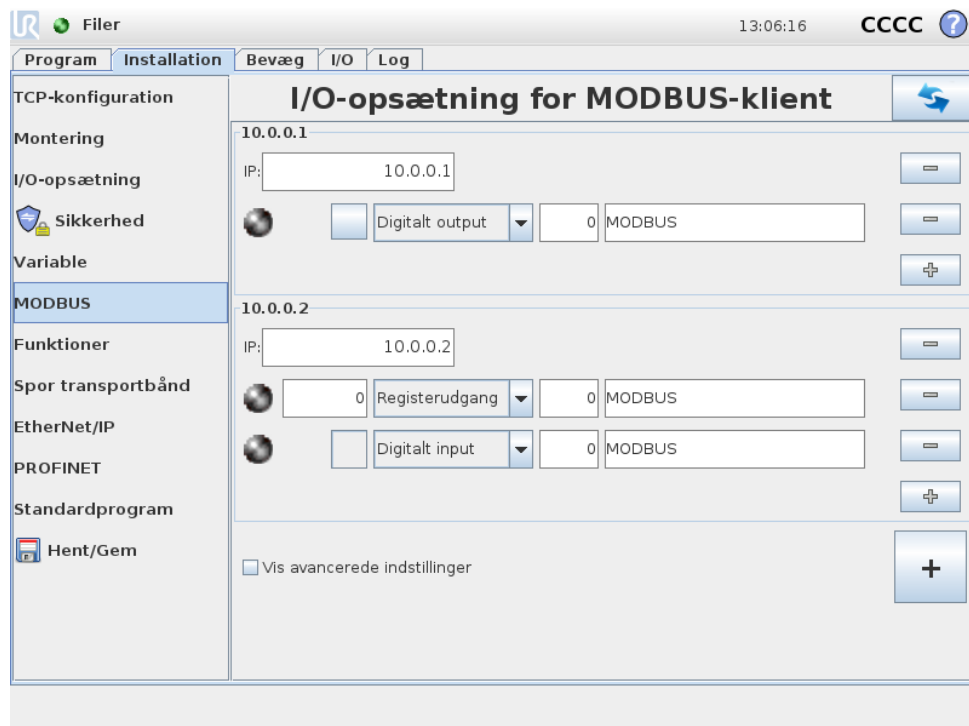 UR Filer 13:06:16 CCCC ?
Program Installation Bevæg I/O Log
TCP-konfiguration
Montering
I/O-opsætning
Sikkerhed
Variable
MODBUS
Funktioner
Spor transportbånd
EtherNet/IP
PROFINET
Standardprogram
Hent/Gem
I/O-opsætning for MODBUS-klient
10.0.0.1
IP: 10.0.0.1
Digitalt output 0 MODBUS
10.0.0.2
IP: 10.0.0.2
0 Registerudgang 0 MODBUS
Digitalt input 0 MODBUS
Vis avancerede indstillinger
+